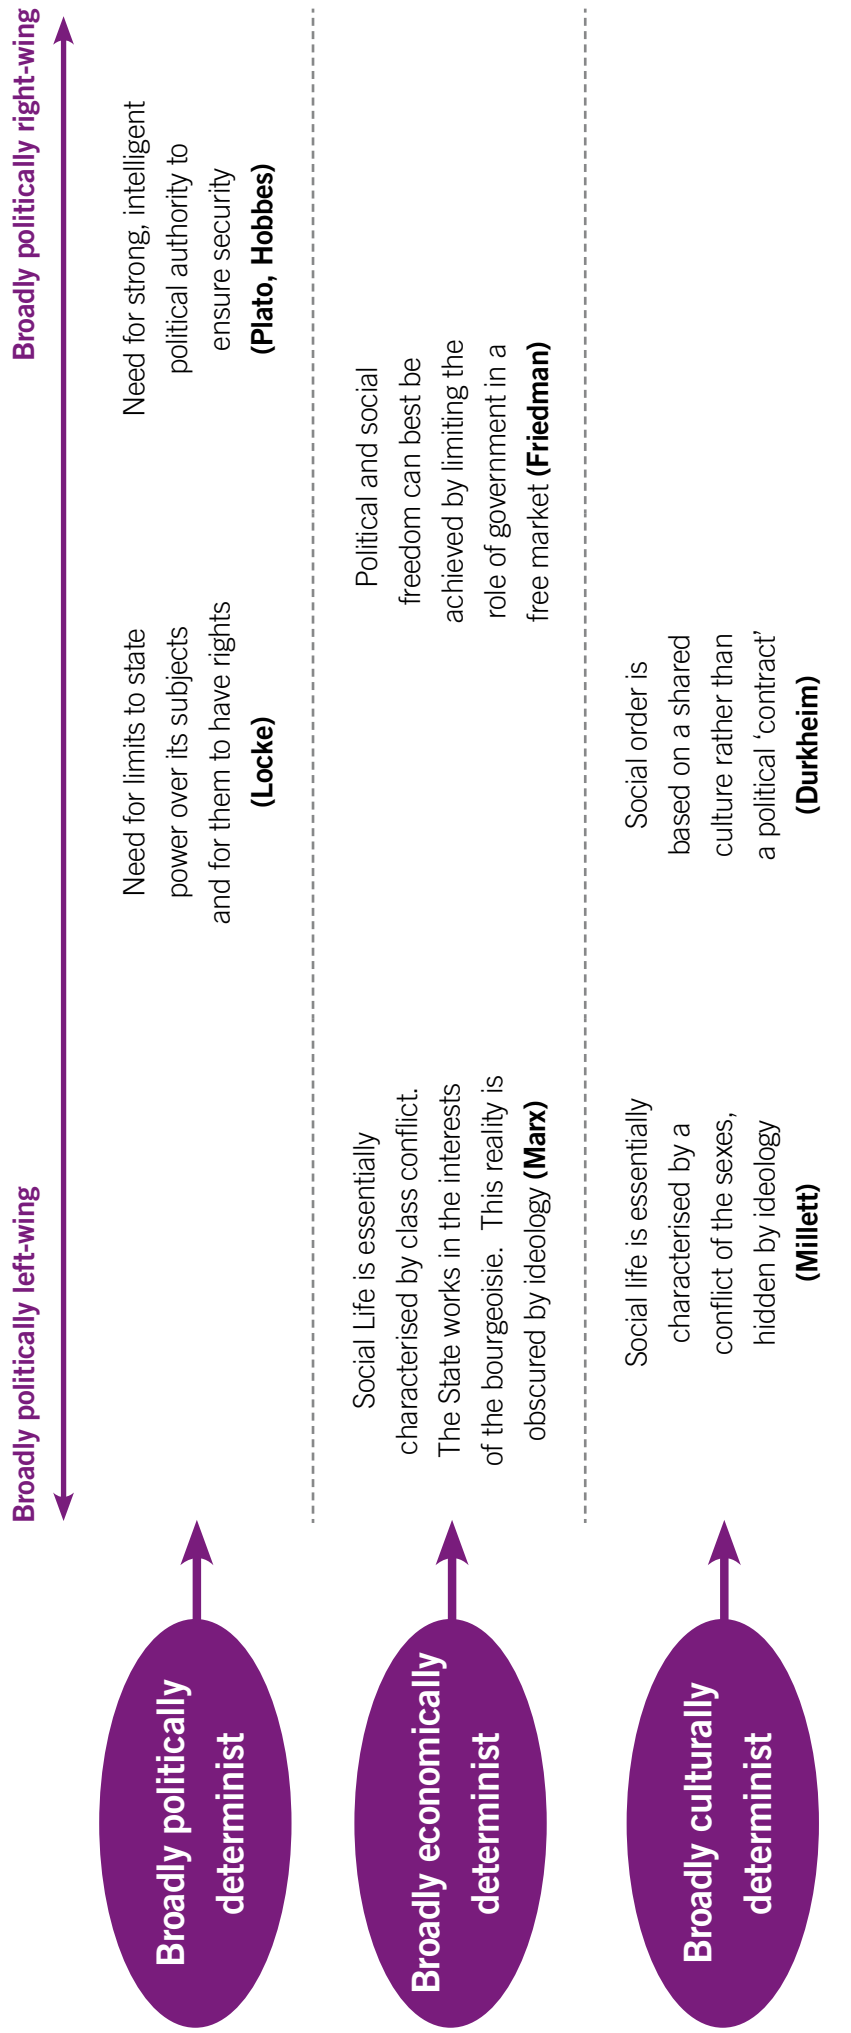 Broadly politically left-wing
Broadly politically right-wing
Broadly politically
determinist
Need for limits to state
power over its subjects
and for them to have rights
(Locke)
Need for strong, intelligent
political authority to
ensure security
(Plato, Hobbes)
Broadly economically
determinist
Social Life is essentially
characterised by class conflict.
The State works in the interests
of the bourgeoisie.  This reality is
obscured by ideology (Marx)
Political and social
freedom can best be
achieved by limiting the
role of government in a
free market (Friedman)
Broadly culturally
determinist
Social life is essentially
characterised by a
conflict of the sexes,
hidden by ideology
(Millett)
Social order is
based on a shared
culture rather than
a political ‘contract’
(Durkheim)